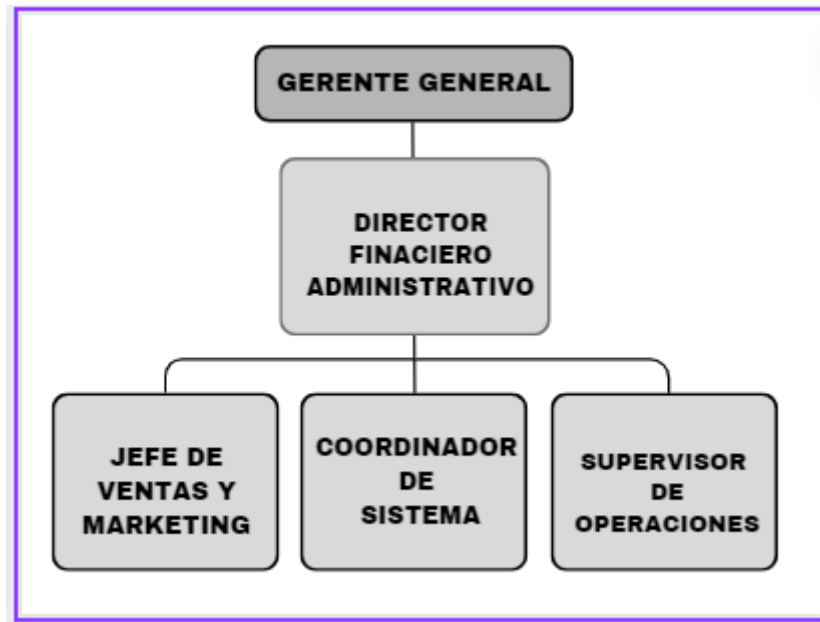 GERENTE GENERAL
DIRECTOR
FINACIERO
ADMINISTRATIVO
JEFE DE
VENTAS Y
MARKETING
COORDINADOR
DE
SISTEMA
SUPERVISOR
DE
OPERACIONES